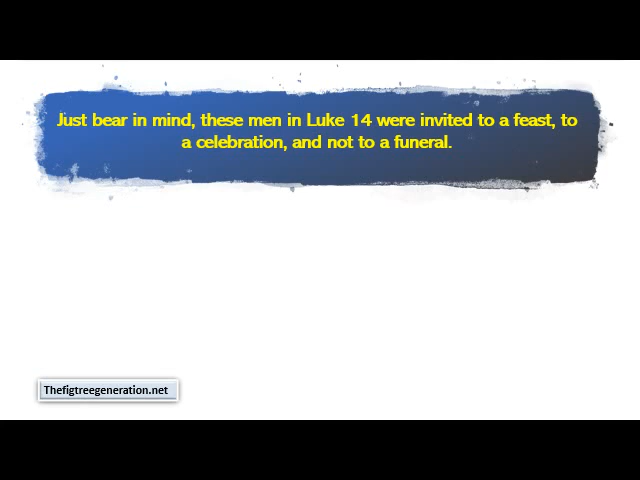 Just bear in mind, these men in Luke 14 were invited to a feast, to
a celebration, and not to a funeral.
Thefigtreegeneration.net